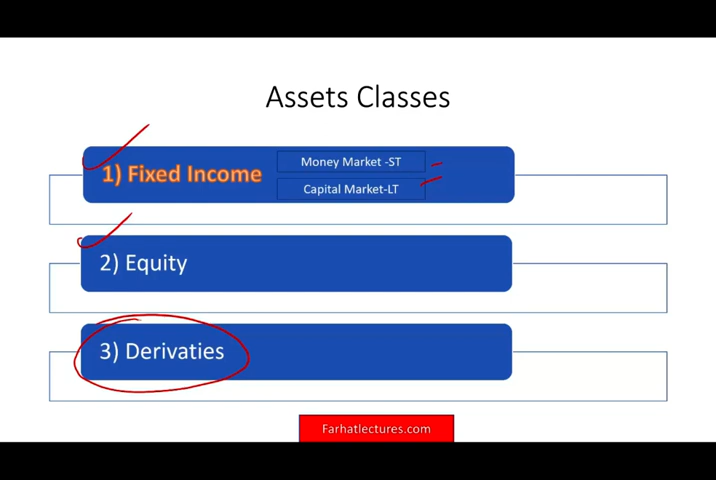 Assets Classes
1) Fixed Income
Money Market -ST
Capital Market-LT
2) Equity
3) Derivaties
Farhatlectures.com